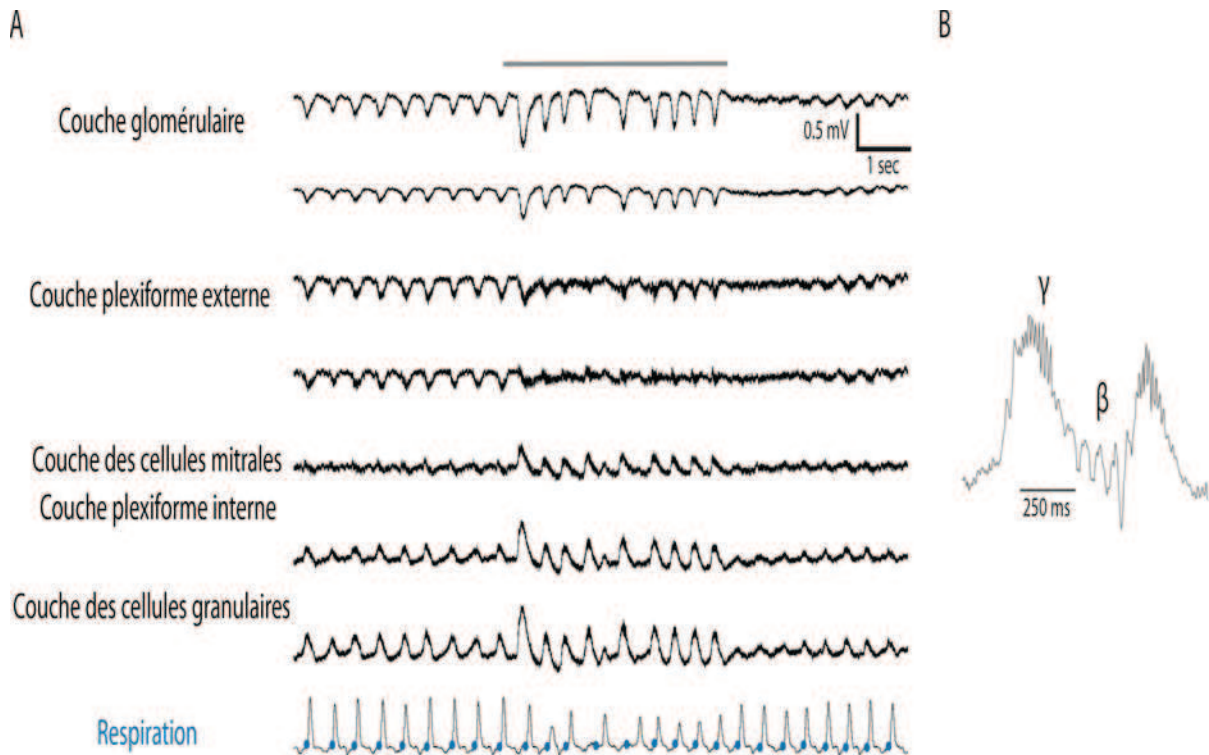 A
B
Couche glomérulaire
0.5 mV
1 sec
Couche plexiforme externe
γ
β
Couche des cellules mitrales
Couche plexiforme interne
250 ms
Couche des cellules granulaires
Respiration